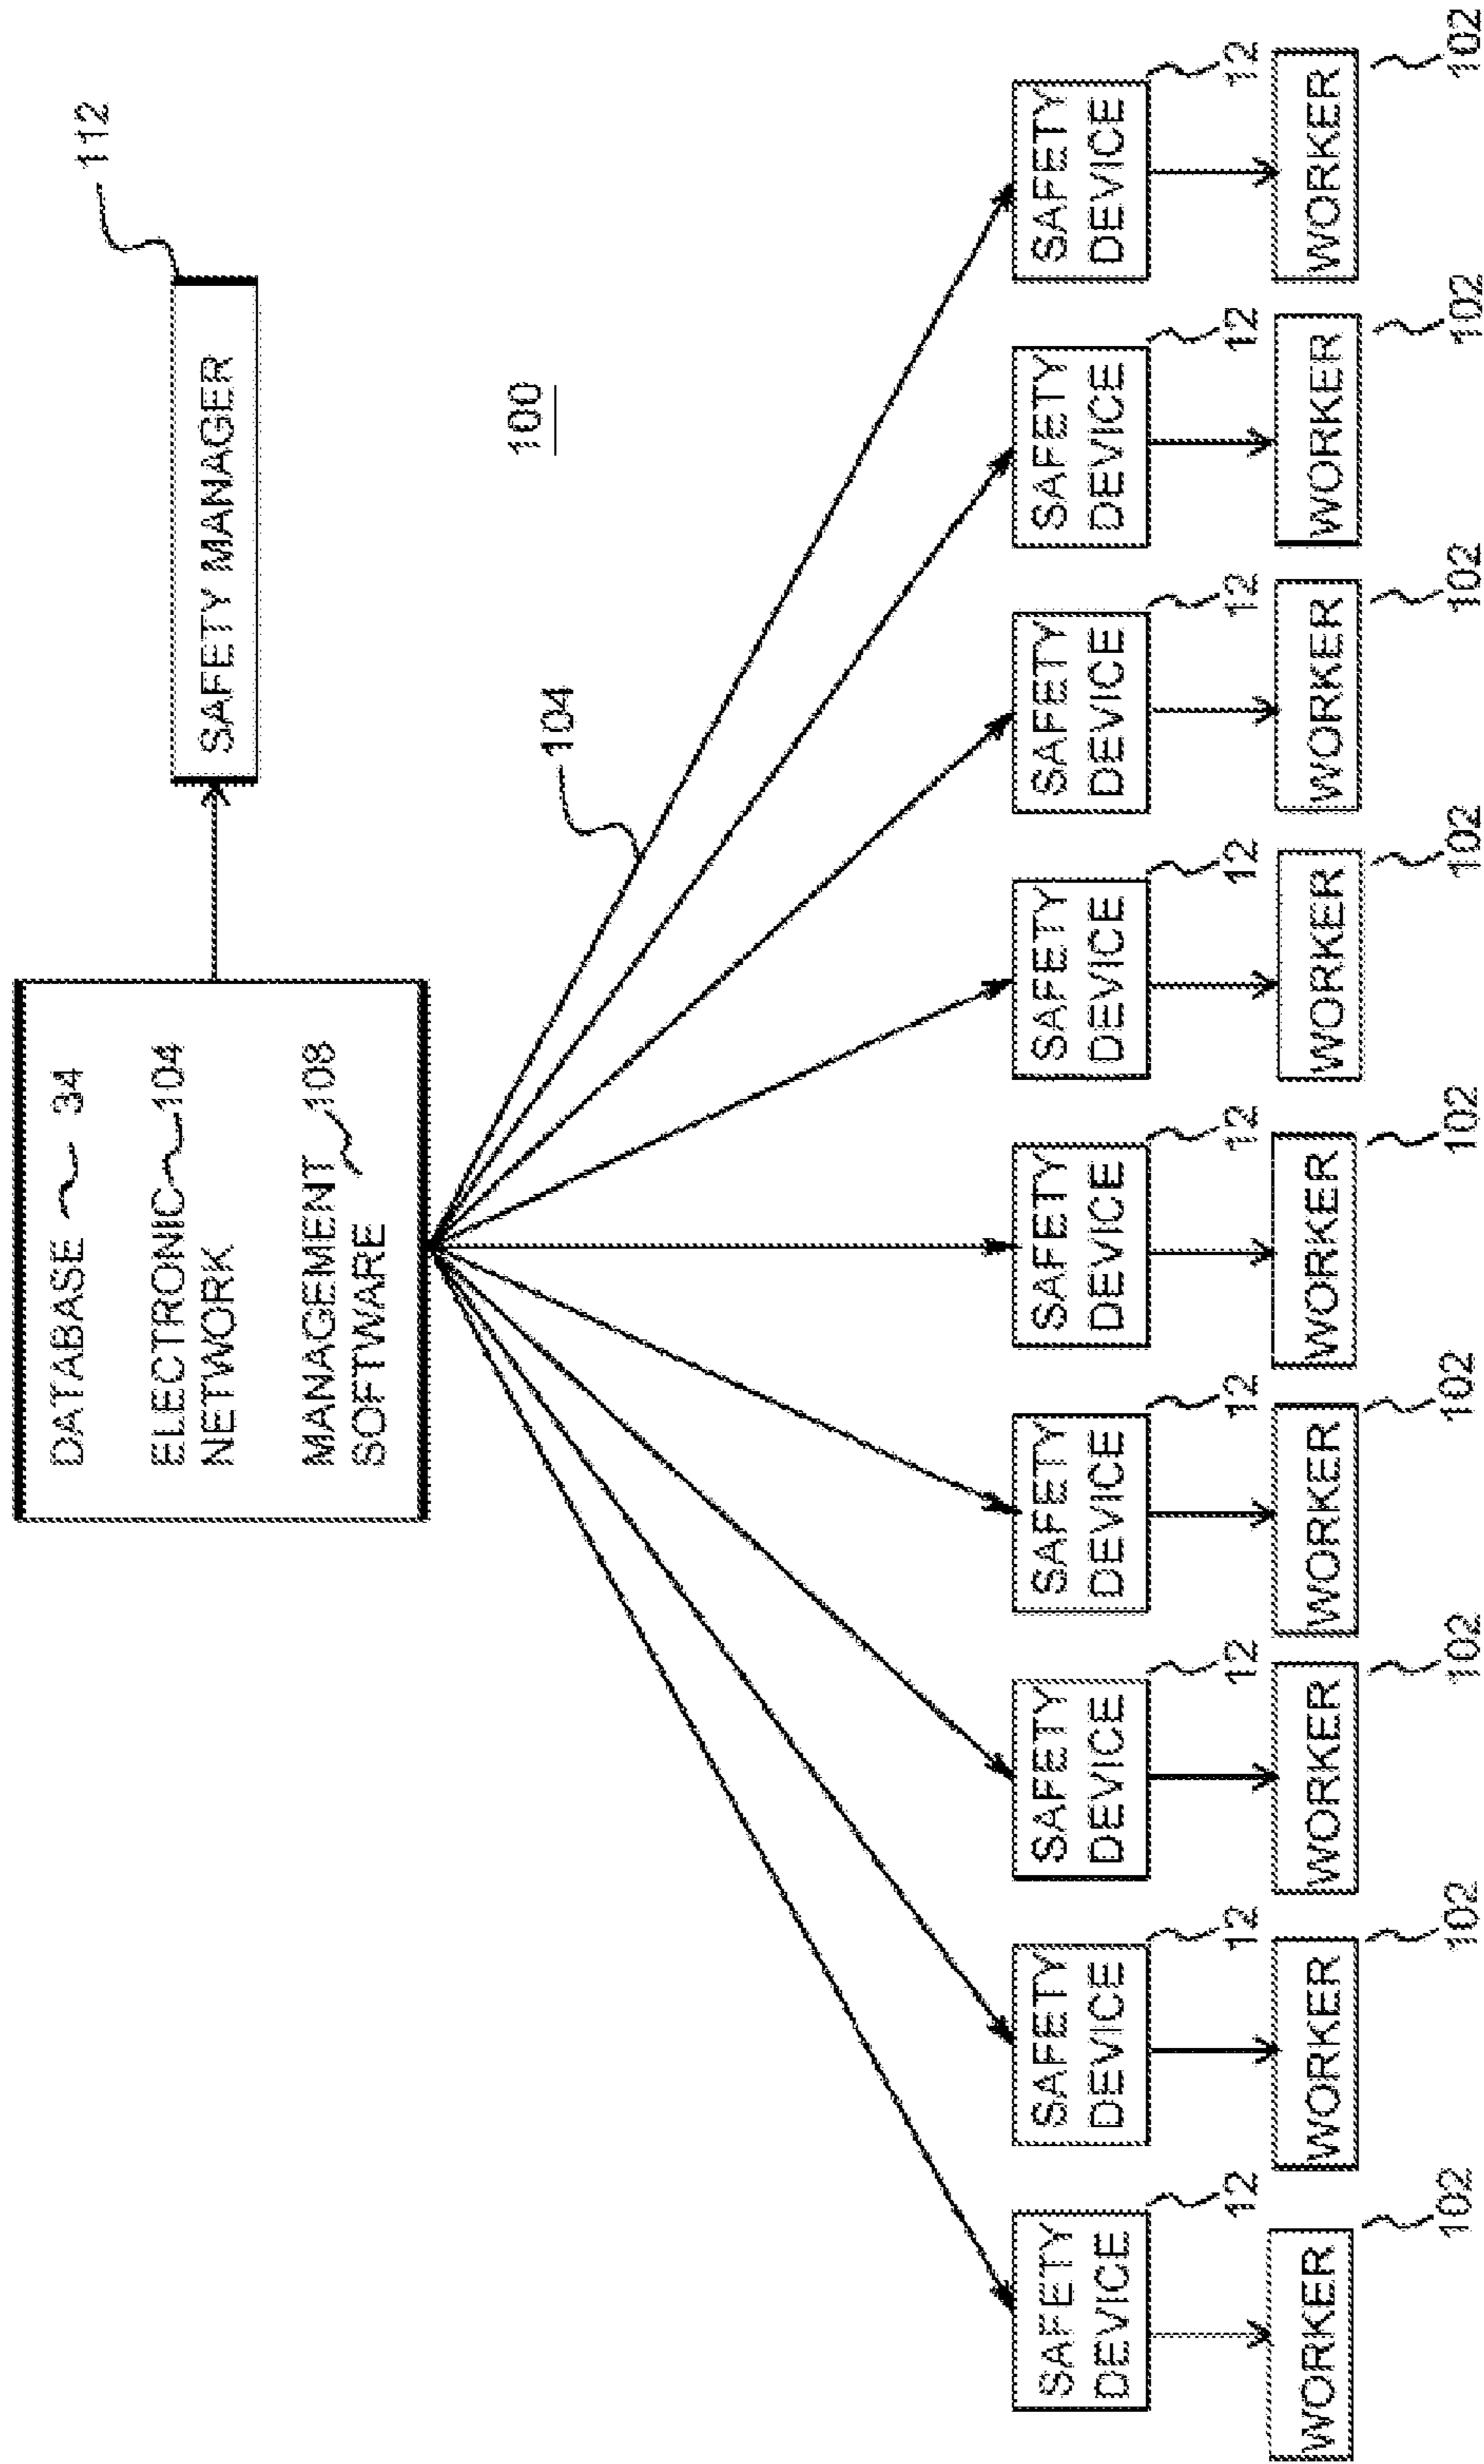 DATABASE 34
ELECTRONIC 104
NETWORK
MANAGEMENT 108
SOFTWARE
SAFETY MANAGER
112
100
104
SAFETY
DEVICE
12
SAFETY
DEVICE
12
SAFETY
DEVICE
12
SAFETY
DEVICE
12
SAFETY
DEVICE
12
SAFETY
DEVICE
12
SAFETY
DEVICE
12
SAFETY
DEVICE
12
SAFETY
DEVICE
12
WORKER
102
WORKER
102
WORKER
102
WORKER
102
WORKER
102
WORKER
102
WORKER
102
WORKER
102
WORKER
102